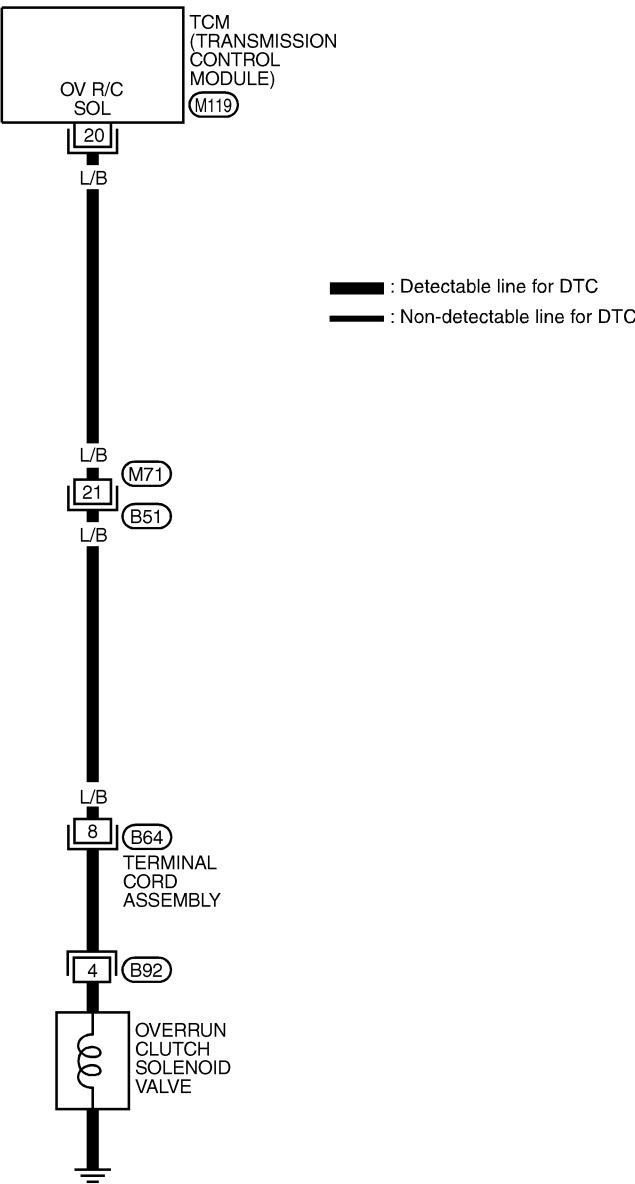 TCM
(TRANSMISSION
CONTROL
MODULE)
M119
OV R/C
SOL
20
L/B
: Detectable line for DTC
: Non-detectable line for DTC
L/B
M71
21
B51
L/B
L/B
8
B64
TERMINAL
CORD
ASSEMBLY
4
B92
OVERRUN
CLUTCH
SOLENOID
VALVE